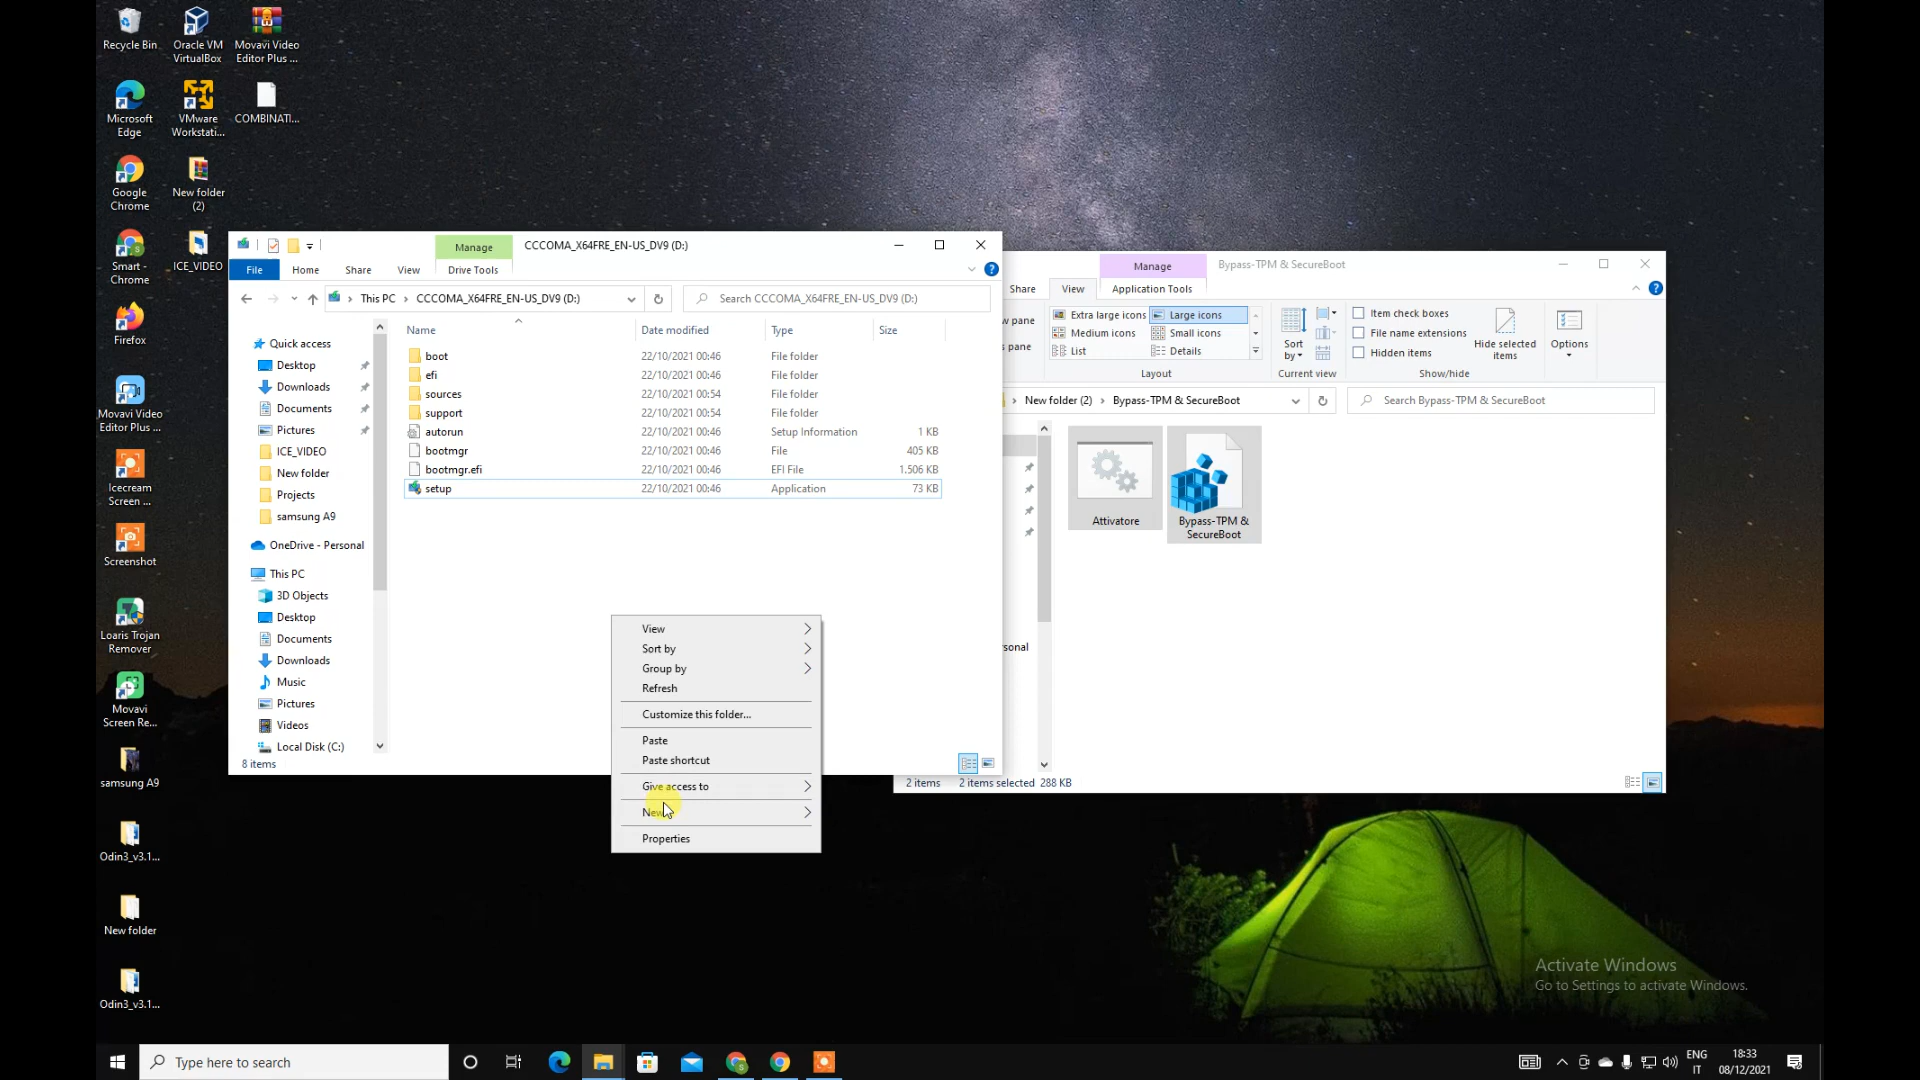 Recycle Bin
Oracle VM
VirtualBox
Movavi Video
Editor Plus ...
Microsoft
Edge
VMware
Workstati...
COMBINATI...
Google
Chrome
New folder
(2)
Smart -
Chrome
ICE_VIDEO
Firefox
Movavi Video
Editor Plus ...
Icecream
Screen ...
Screenshot
Loaris Trojan
Remover
Movavi
Screen Re...
samsung A9
Odin3_v3.1...
New folder
Odin3_v3.1...
Manage
CCCOMA_X64FRE_EN-US_DV9 (D:)
File
Home
Share
View
Drive Tools
This PC
CCCOMA_X64FRE_EN-US_DV9 (D:)
Search CCCOMA_X64FRE_EN-US_DV9 (D:)
Quick access
Desktop
Downloads
Documents
Pictures
ICE_VIDEO
New folder
Projects
samsung A9
OneDrive - Personal
This PC
3D Objects
Desktop
Documents
Downloads
Music
Pictures
Videos
Local Disk (C:)
8 items
Name Date modified Type Size
boot 22/10/2021 00:46 File folder
efi 22/10/2021 00:46 File folder
sources 22/10/2021 00:54 File folder
support 22/10/2021 00:54 File folder
autorun 22/10/2021 00:46 Setup Information 1 KB
bootmgr 22/10/2021 00:46 File 405 KB
bootmgr.efi 22/10/2021 00:46 EFI File 1.506 KB
setup 22/10/2021 00:46 Application 73 KB
View
Sort by
Group by
Refresh
Customize this folder...
Paste
Paste shortcut
Give access to
New
Properties
Manage
Bypass-TPM & SecureBoot
Share
View
Application Tools
w pane
s pane
Extra large icons
Large icons
Medium icons
Small icons
List
Details
Layout
Sort
by
Current view
Item check boxes
File name extensions
Hidden items
Hide selected
items
Show/hide
Options
New folder (2)
Bypass-TPM & SecureBoot
Search Bypass-TPM & SecureBoot
Attivatore
Bypass-TPM &
SecureBoot
sonal
2 items
2 items selected 288 KB
Activate Windows
Go to Settings to activate Windows.
Type here to search
ENG
IT
18:33
08/12/2021